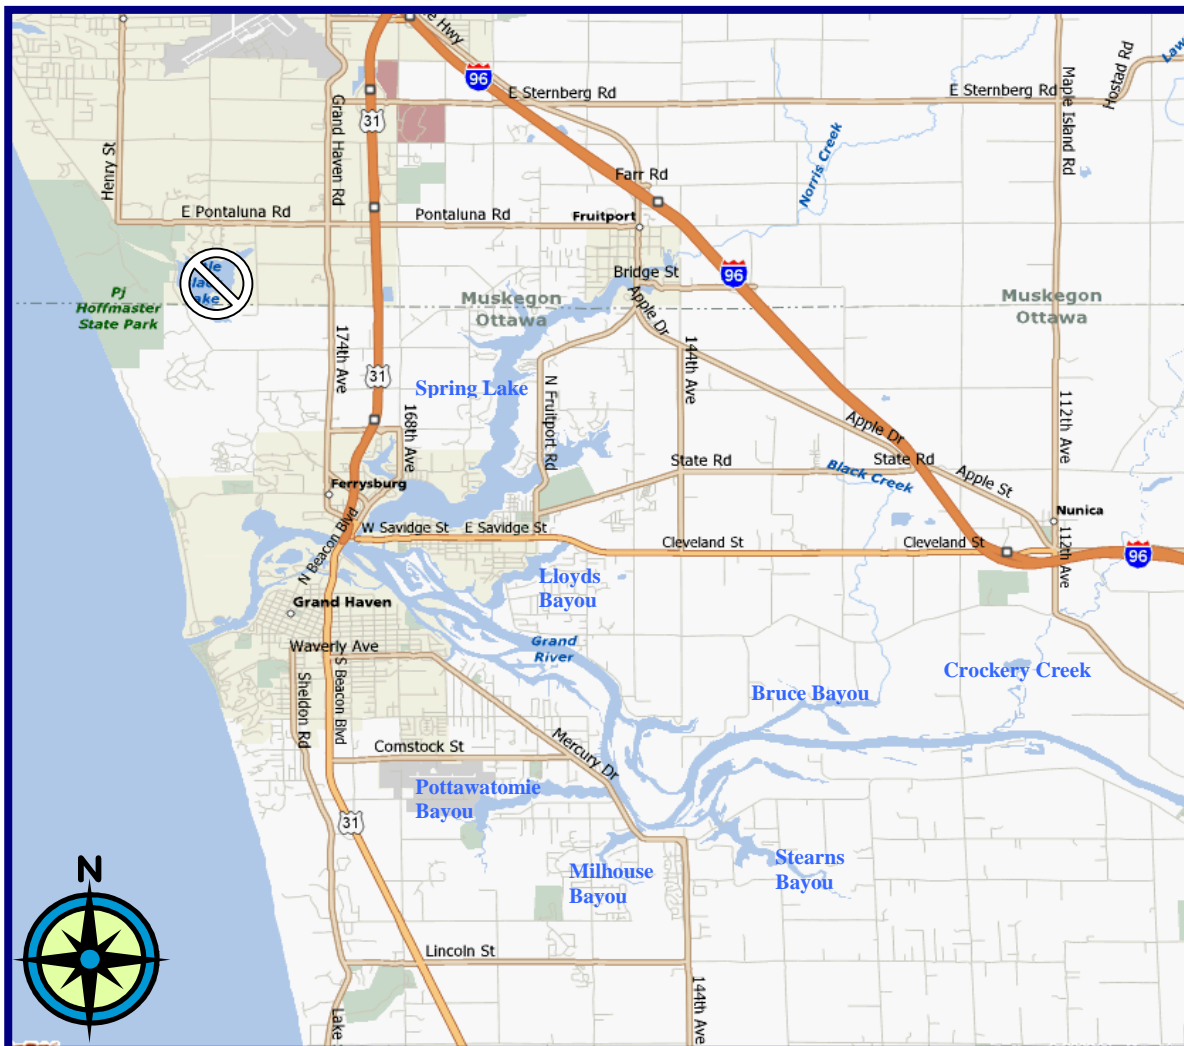 Hwy
96
E Sternberg Rd
E Sternberg Rd
Hostad Rd
Maple Island Rd
31
Grand Haven Rd
Henry St
Norris Creek
Farr Rd
E Pontaluna Rd
Pontaluna Rd
Fruitport
Bridge St
96
Pj
Hoffmaster
State Park
Muskegon
Ottawa
Muskegon
Ottawa
Apple Dr
174th Ave
144th Ave
31
Spring Lake
N Fruitport Rd
168th Ave
112th Ave
Apple Dr
State Rd
State Rd
Black Creek
Apple St
Ferrysburg
Nunica
N Beacon Blvd
W Savidge St
E Savidge St
Cleveland St
Cleveland St
112th Ave
96
Lloyds
Bayou
Grand Haven
Grand
River
Waverly Ave
Sheldon Rd
S Beacon Blvd
Crockery Creek
Bruce Bayou
Comstock St
Mercury Dr
Pottawatomie
Bayou
31
Milhouse
Bayou
Stearns
Bayou
N
Lincoln St
144th Ave
Lake